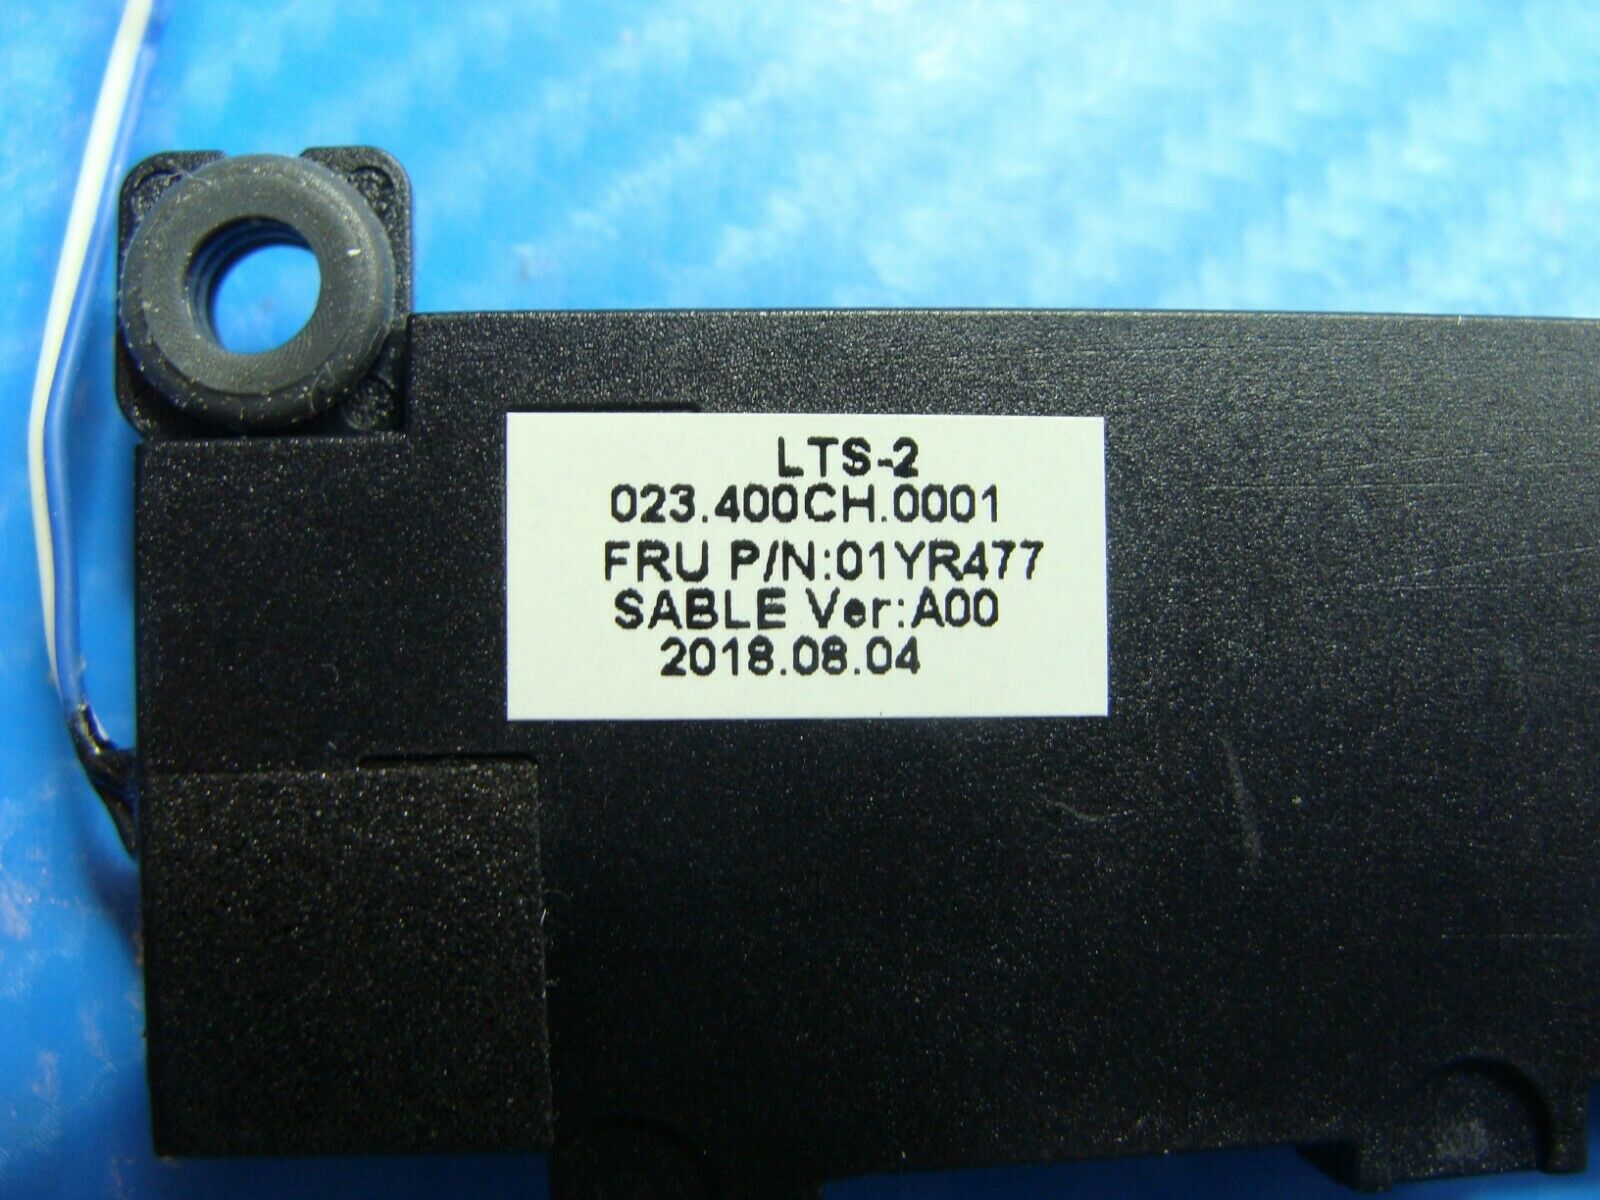 LTS-2
023.400CH.0001
FRU P/N:01YR477
SABLE Ver:A00
2018.08.04